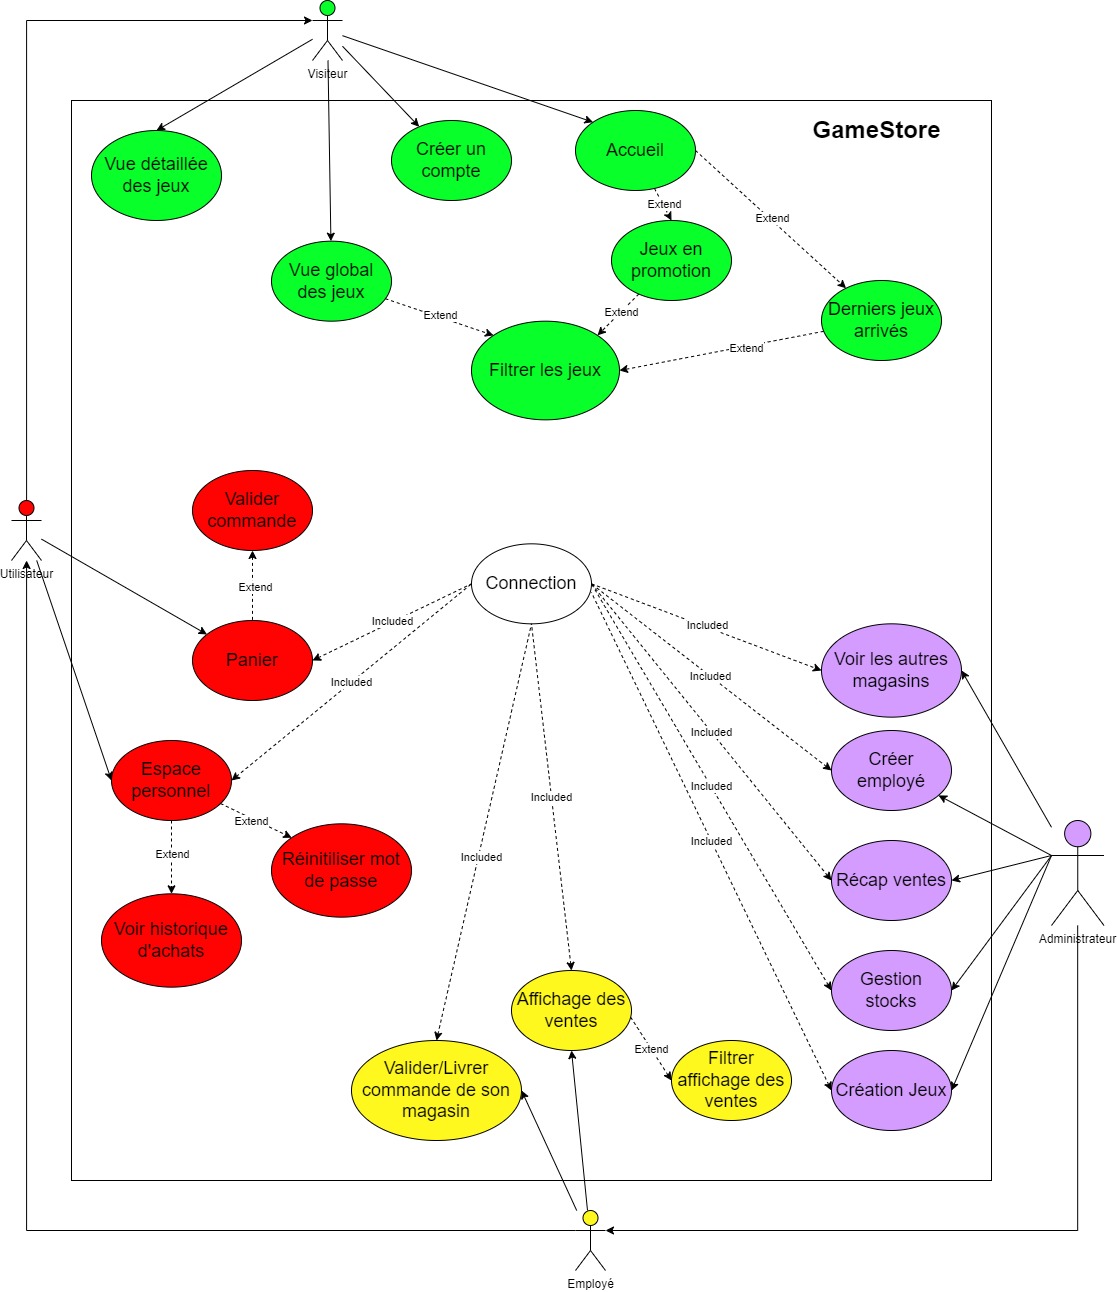 Visiteur
GameStore
Vue détaillée
des jeux
Créer un
compte
Accueil
Extend
Extend
Jeux en
promotion
Vue global
des jeux
Derniers jeux
arrivés
Extend
Extend
Extend
Filtrer les jeux
Valider
commande
Utilisateur
Extend
Connection
Included
Included
Panier
Voir les autres
magasins
Included
Included
Espace
personnel
Créer
employé
Included
Included
Extend
Included
Extend
Included
Included
Réinitiliser mot
de passe
Récap ventes
Voir historique
d'achats
Administrateur
Gestion
stocks
Affichage des
ventes
Extend
Valider/Livrer
commande de son
magasin
Filtrer
affichage des
ventes
Création Jeux
Employé